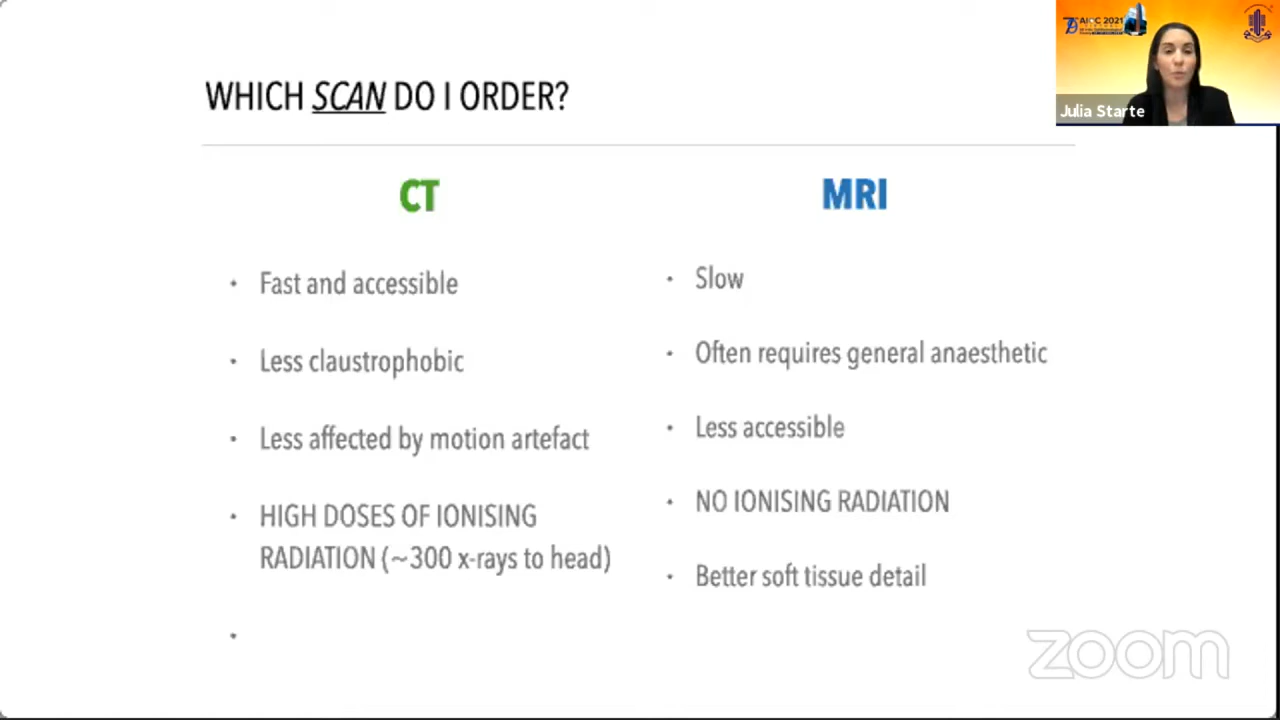 WHICH SCAN DO I ORDER?
CT
• Fast and accessible
• Less claustrophobic
• Less affected by motion artefact
• HIGH DOSES OF IONISING
RADIATION (~300 x-rays to head)
•
MRI
• Slow
• Often requires general anaesthetic
• Less accessible
• NO IONISING RADIATION
• Better soft tissue detail
AIOC 2021
Julia Starte
zoom